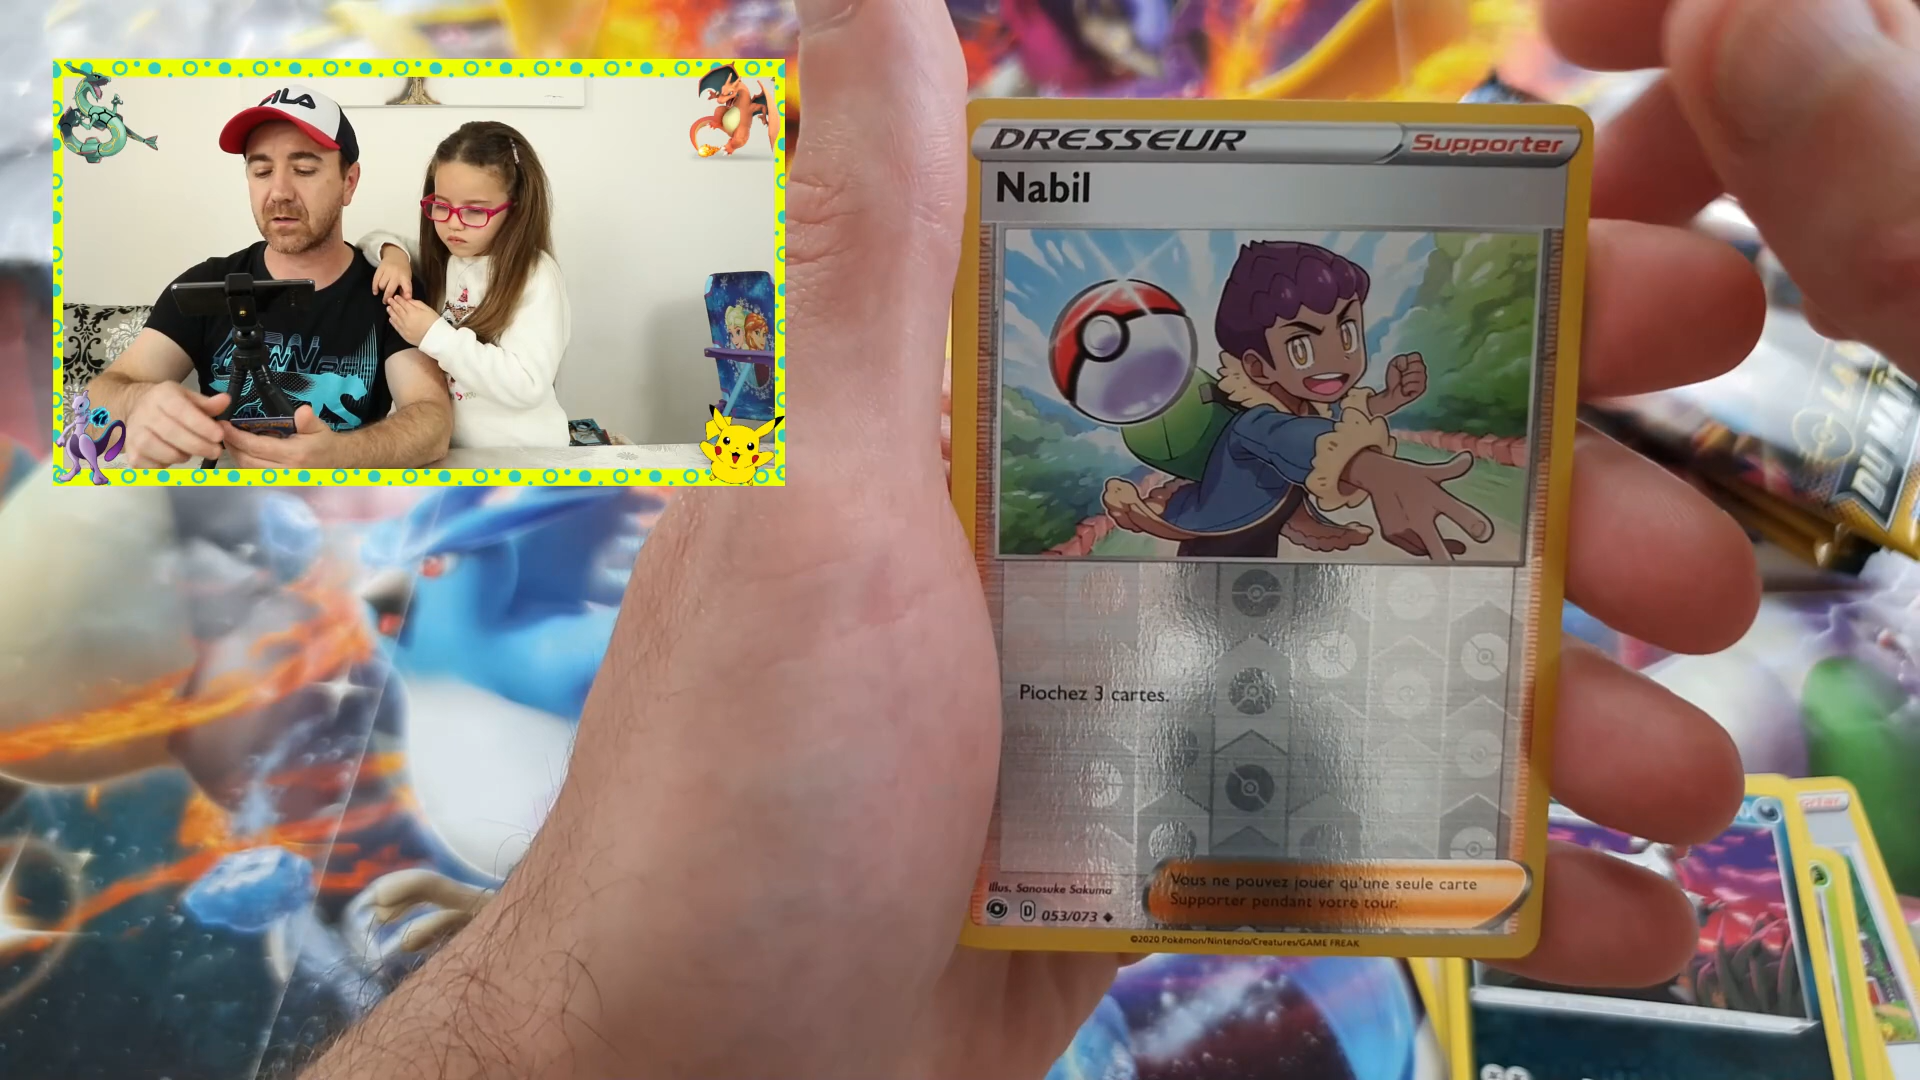 FILA
DRESSEUR
Supporter
Nabil
Piochez 3 cartes.
Vous ne pouvez jouer qu'une seule carte
Supporter pendant votre tour.
Illus. Sanosuke Sakuma
D 053/073
©2020 Pokémon/Nintendo/Creatures/GAME FREAK